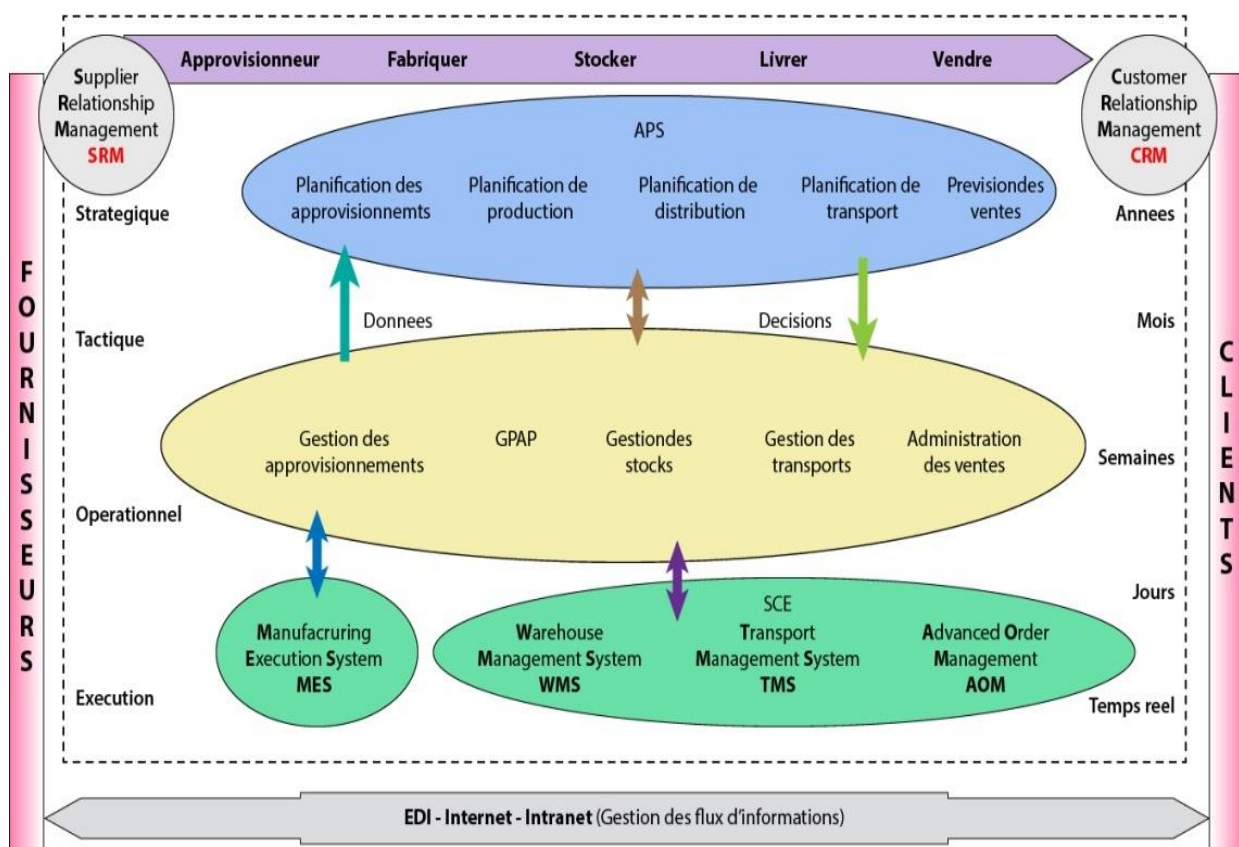 Approvisionneur Fabriquer Stocker Livrer Vendre
Supplier
Relationship
Management
SRM
Customer
Relationship
Management
CRM
APS
Planification des
approvisionnemts
Planification de
production
Planification de
distribution
Planification de
transport
Previsiondes
ventes
Strategique
Annees
Donnees
Decisions
Tactique
Mois
FOURNISSEURS
CLIENTS
Gestion des
approvisionnements
GPAP
Gestiondes
stocks
Gestion des
transports
Administration
des ventes
Semaines
Operationnel
Jours
Manufacruring
Execution System
MES
SCE
Warehouse
Management System
WMS
Transport
Management System
TMS
Advanced Order
Management
AOM
Execution
Temps reel
EDI - Internet - Intranet (Gestion des flux d'informations)